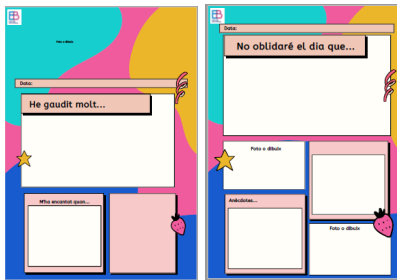 Foto o dibuix
Data:
He gaudit molt...
M'ha encantat quan...
Data:
No oblidaré el dia que...
Foto o dibuix
Anècdotes...
Foto o dibuix